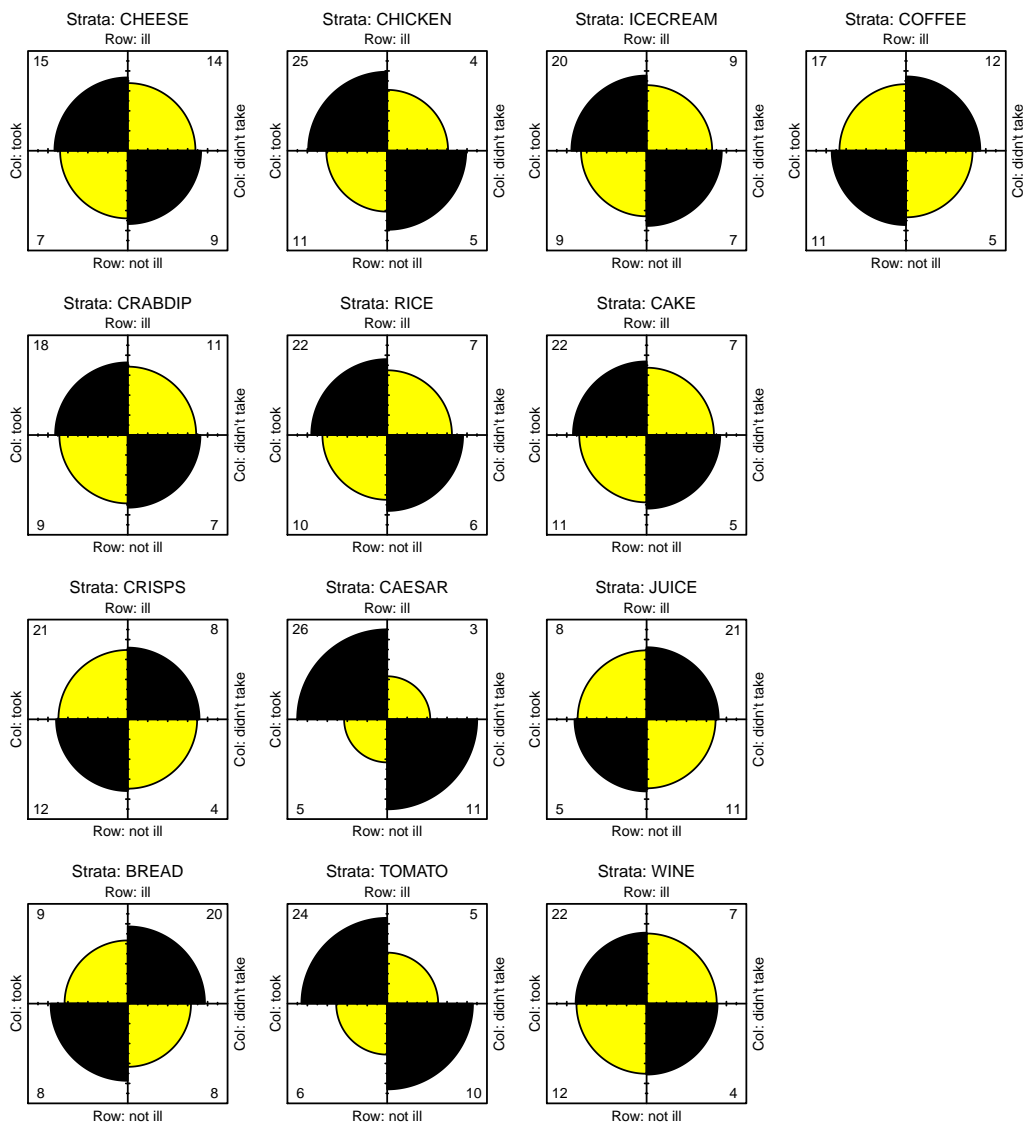 Strata: CHEESE
Row: ill
15 14
Col: took
Col: didn't take
7 9
Row: not ill
Strata: CHICKEN
Row: ill
25 4
11 5
Row: not ill
Strata: ICECREAM
Row: ill
20 9
Col: took
Col: didn't take
9 7
Row: not ill
Strata: COFFEE
Row: ill
17 12
Col: took
Col: didn't take
11 5
Row: not ill
Strata: CRABDIP
Row: ill
18 11
Col: took
Col: didn't take
9 7
Row: not ill
Strata: RICE
Row: ill
22 7
Col: took
Col: didn't take
10 6
Row: not ill
Strata: CAKE
Row: ill
22 7
Col: took
Col: didn't take
11 5
Row: not ill
Strata: CRISPS
Row: ill
21 8
Col: took
Col: didn't take
12 4
Row: not ill
Strata: CAESAR
Row: ill
26 3
Col: took
Col: didn't take
5 11
Row: not ill
Strata: JUICE
Row: ill
8 21
Col: took
Col: didn't take
5 11
Row: not ill
Strata: BREAD
Row: ill
9 20
Col: took
Col: didn't take
8 8
Row: not ill
Strata: TOMATO
Row: ill
24 5
Col: took
Col: didn't take
6 10
Row: not ill
Strata: WINE
Row: ill
22 7
Col: took
Col: didn't take
12 4
Row: not ill